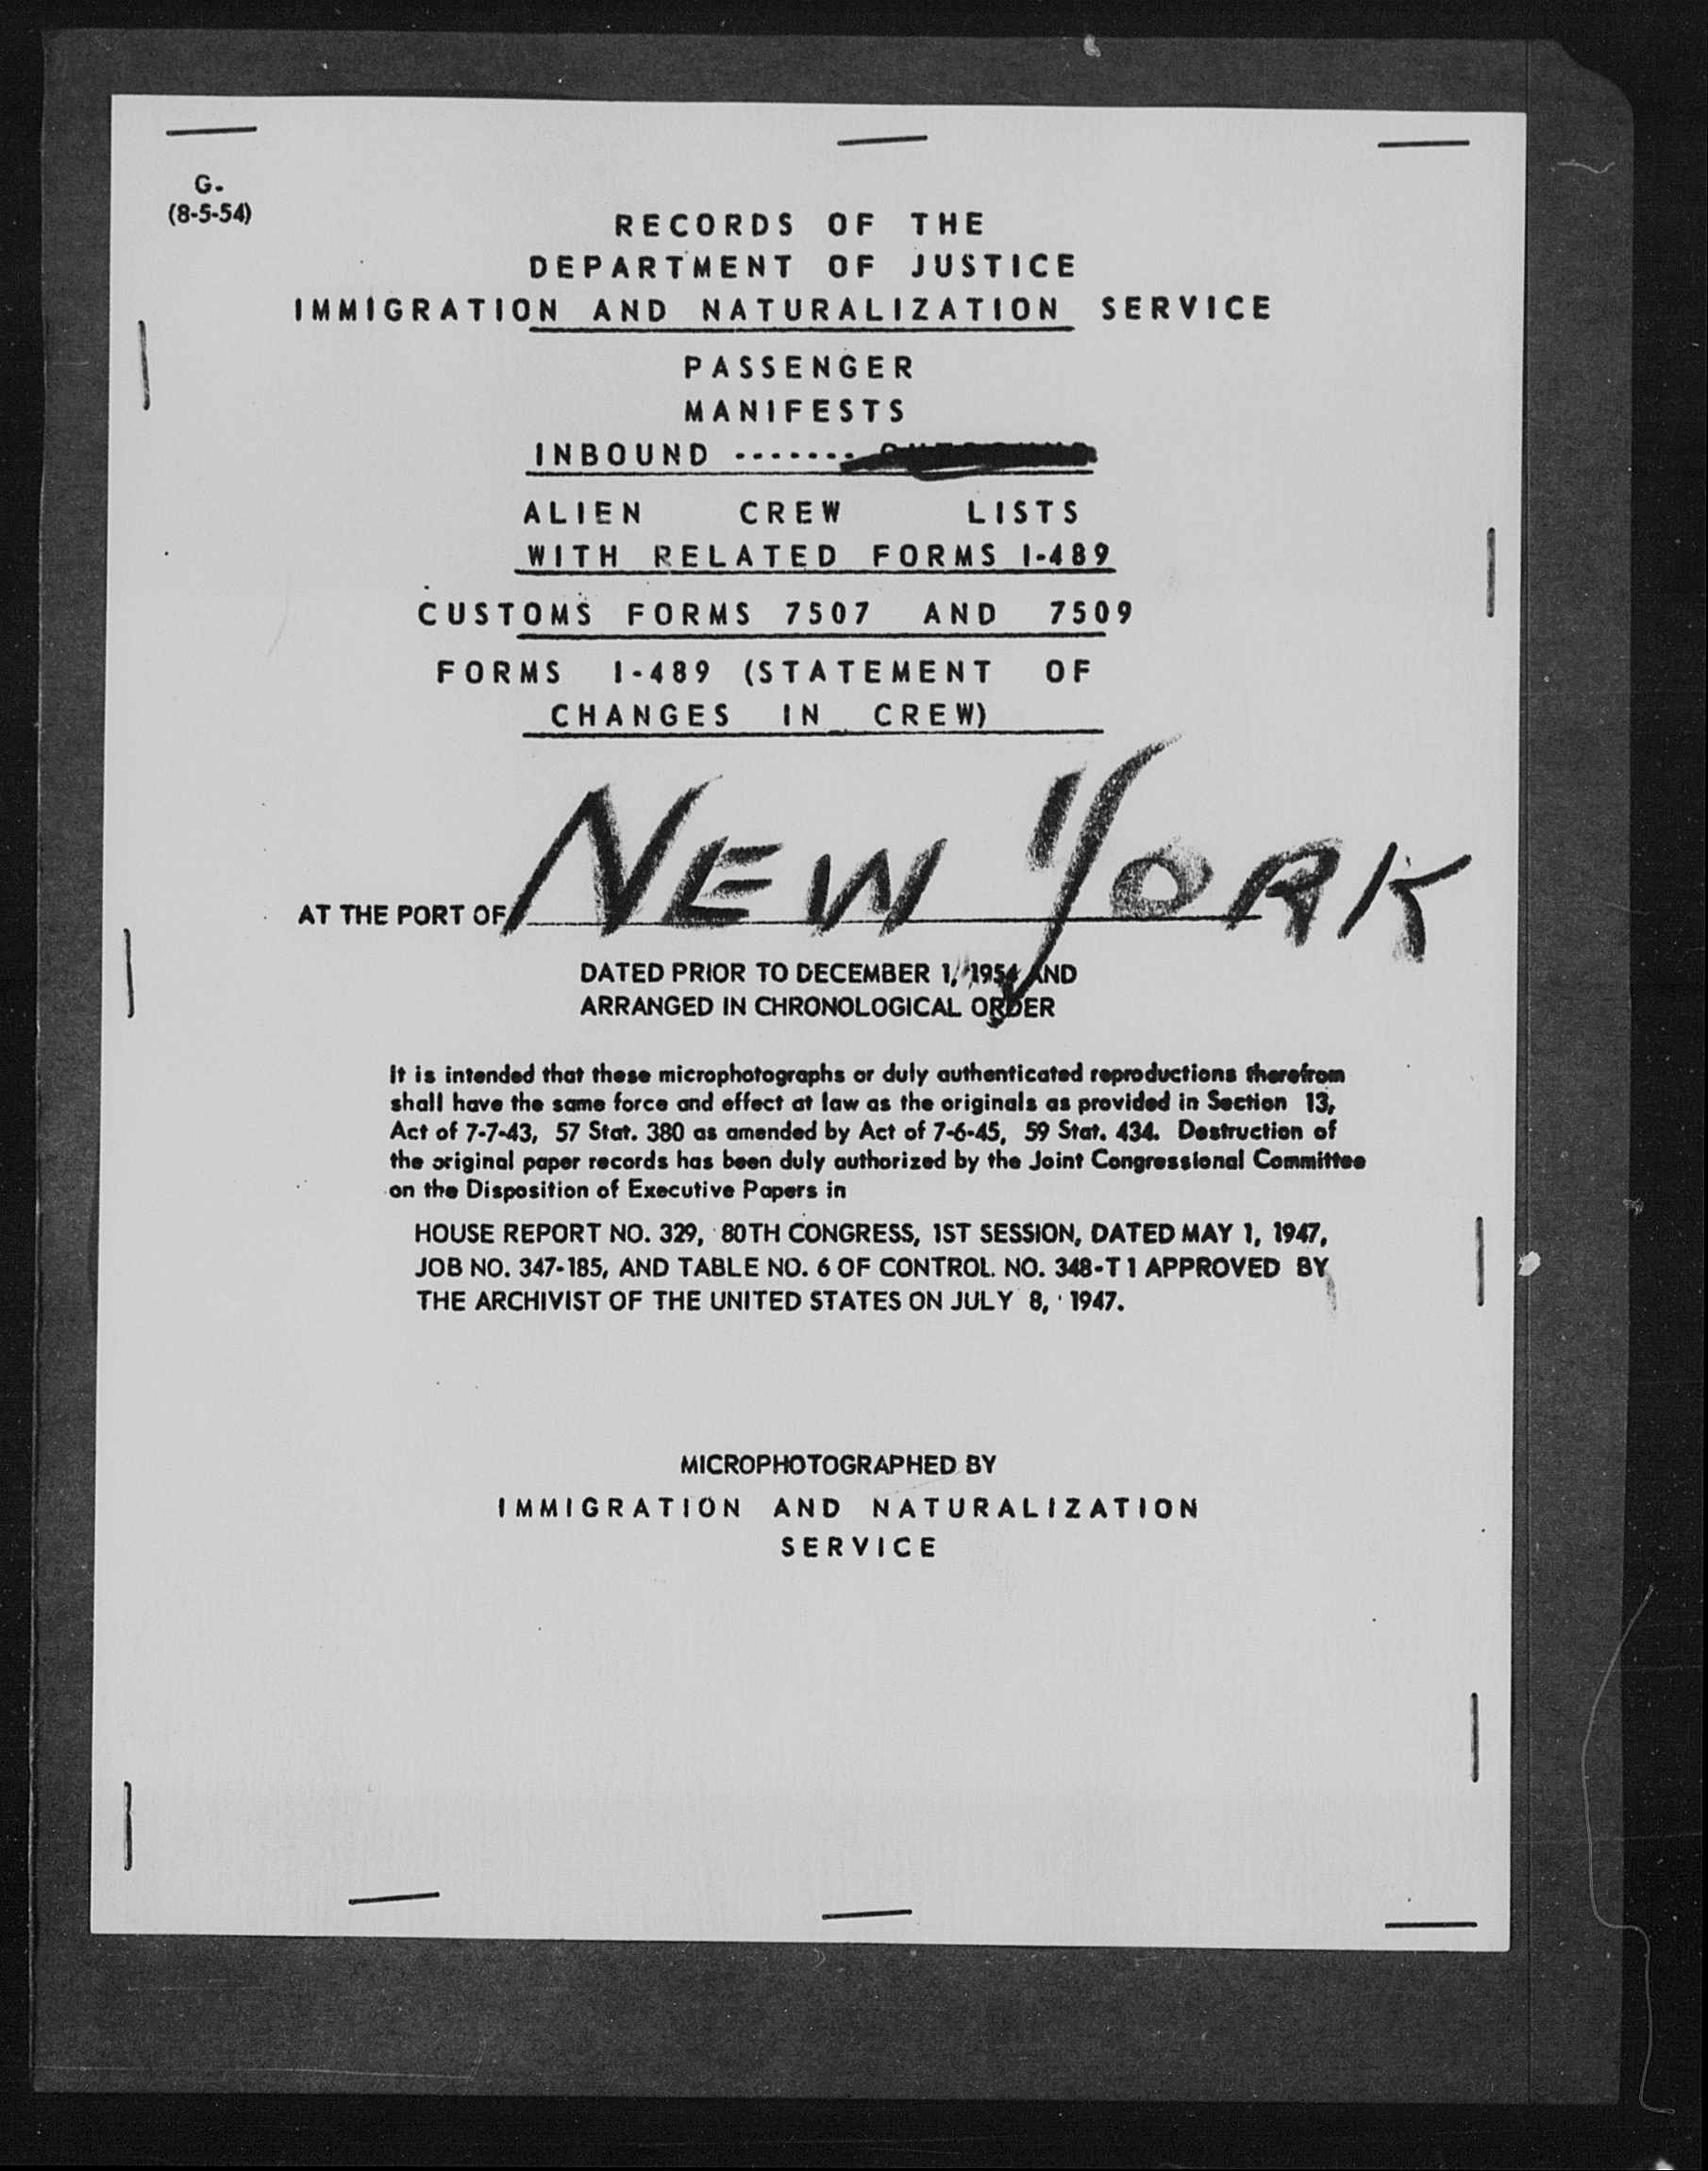 G-
(8-5-54)
RECORDS OF THE
DEPARTMENT OF JUSTICE
IMMIGRATION AND NATURALIZATION SERVICE
PASSENGER
MANIFESTS
INBOUND -------
ALIEN CREW LISTS
WITH RELATED FORMS I-489
CUSTOMS FORMS 7507 AND 7509
FORMS I-489 (STATEMENT OF
CHANGES IN CREW)
AT THE PORT OF NEW YORK
DATED PRIOR TO DECEMBER 1, 1954 AND
ARRANGED IN CHRONOLOGICAL ORDER
It is intended that these microphotographs or duly authenticated reproductions therefrom
shall have the same force and effect at law as the originals as provided in Section 13,
Act of 7-7-43, 57 Stat. 380 as amended by Act of 7-6-45, 59 Stat. 434. Destruction of
the original paper records has been duly authorized by the Joint Congressional Committee
on the Disposition of Executive Papers in
HOUSE REPORT NO. 329, 80TH CONGRESS, 1ST SESSION, DATED MAY 1, 1947,
JOB NO. 347-185, AND TABLE NO. 6 OF CONTROL NO. 348-T 1 APPROVED BY
THE ARCHIVIST OF THE UNITED STATES ON JULY 8, 1947.
MICROPHOTOGRAPHED BY
IMMIGRATION AND NATURALIZATION
SERVICE